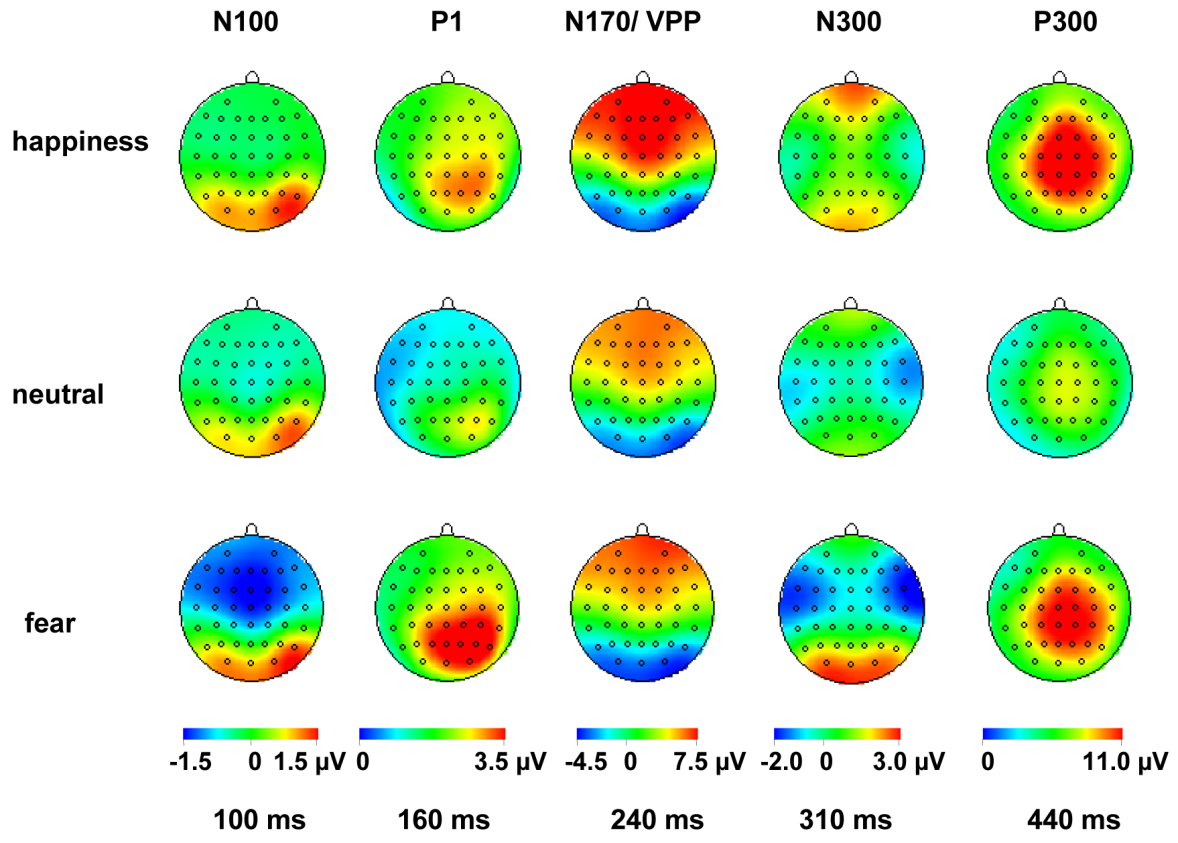 N100 P1 N170/ VPP N300 P300
happiness
neutral
fear
-1.5 0 1.5 µV 0 3.5 µV -4.5 0 7.5 µV -2.0 0 3.0 µV 0 11.0 µV
100 ms 160 ms 240 ms 310 ms 440 ms